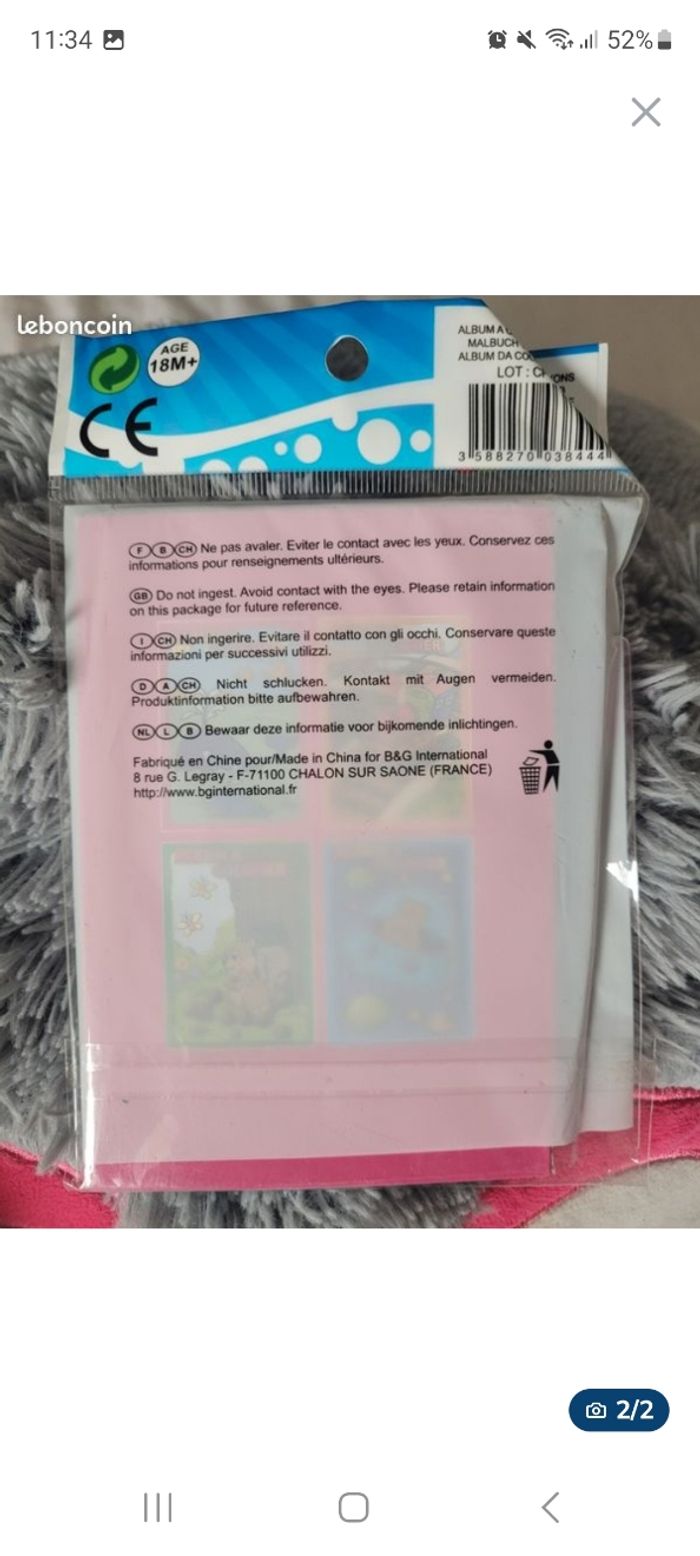 11:34
52%
leboncoin
AGE
18M+
CE
ALBUM A
MALBUCH
ALBUM DA
LOT :
3 588270 038444
F B CH Ne pas avaler. Eviter le contact avec les yeux. Conservez ces
informations pour renseignements ultérieurs.
GB Do not ingest. Avoid contact with the eyes. Please retain information
on this package for future reference.
I CH Non ingerire. Evitare il contatto con gli occhi. Conservare queste
informazioni per successivi utilizzi.
D A CH Nicht schlucken. Kontakt mit Augen vermeiden.
Produktinformation bitte aufbewahren.
NL L B Bewaar deze informatie voor bijkomende inlichtingen.
Fabriqué en Chine pour/Made in China for B&G International
8 rue G. Legray - F-71100 CHALON SUR SAONE (FRANCE)
http://www.bginternational.fr
2/2